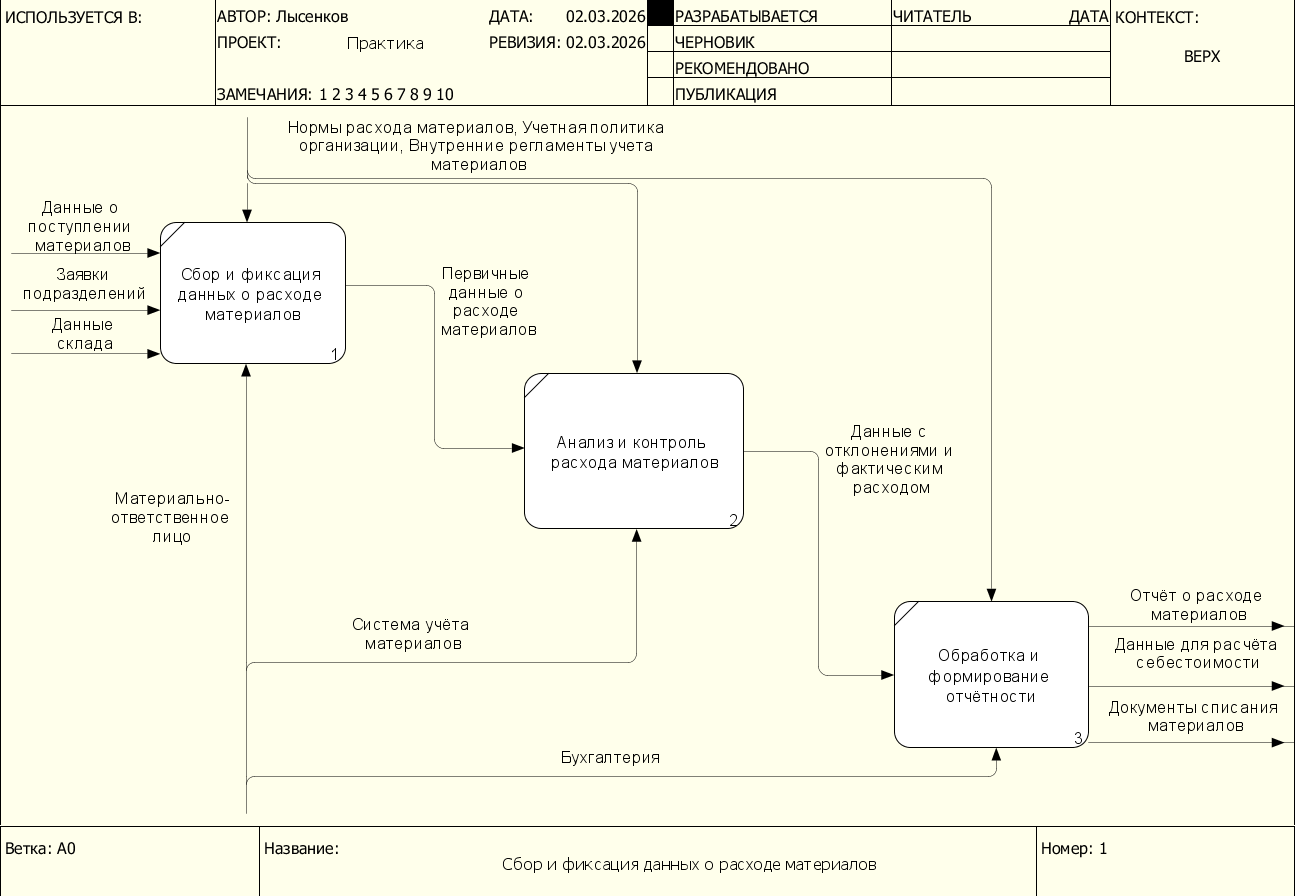 ИСПОЛЬЗУЕТСЯ В:
АВТОР: Лысенков
ДАТА: 02.03.2026
ПРОЕКТ: Практика
РЕВИЗИЯ: 02.03.2026
ЗАМЕЧАНИЯ: 1 2 3 4 5 6 7 8 9 10
РАЗРАБАТЫВАЕТСЯ
ЧЕРНОВИК
РЕКОМЕНДОВАНО
ПУБЛИКАЦИЯ
ЧИТАТЕЛЬ ДАТА
КОНТЕКСТ:
ВЕРХ
Нормы расхода материалов, Учетная политика
организации, Внутренние регламенты учета
материалов
Данные о
поступлении
материалов
Заявки
подразделений
Данные
склада
Сбор и фиксация
данных о расходе
материалов
1
Первичные
данные о
расходе
материалов
Анализ и контроль
расхода материалов
2
Данные с
отклонениями и
фактическим
расходом
Материально-
ответственное
лицо
Система учёта
материалов
Бухгалтерия
Обработка и
формирование
отчётности
3
Отчёт о расходе
материалов
Данные для расчёта
себестоимости
Документы списания
материалов
Ветка: A0
Название:
Сбор и фиксация данных о расходе материалов
Номер: 1